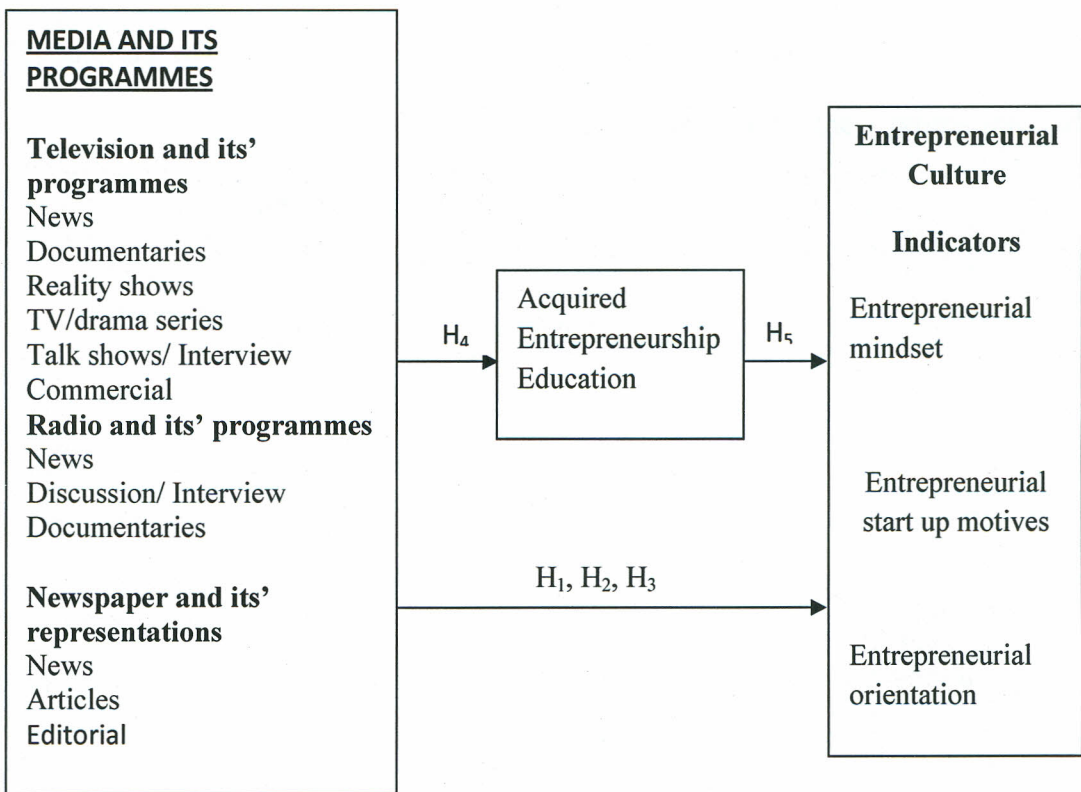 MEDIA AND ITS
PROGRAMMES
Television and its’
programmes
News
Documentaries
Reality shows
TV/drama series
Talk shows/ Interview
Commercial
Radio and its’ programmes
News
Discussion/ Interview
Documentaries
Newspaper and its’
representations
News
Articles
Editorial
H₄
Acquired
Entrepreneurship
Education
H₅
H₁, H₂, H₃
Entrepreneurial
Culture
Indicators
Entrepreneurial
mindset
Entrepreneurial
start up motives
Entrepreneurial
orientation